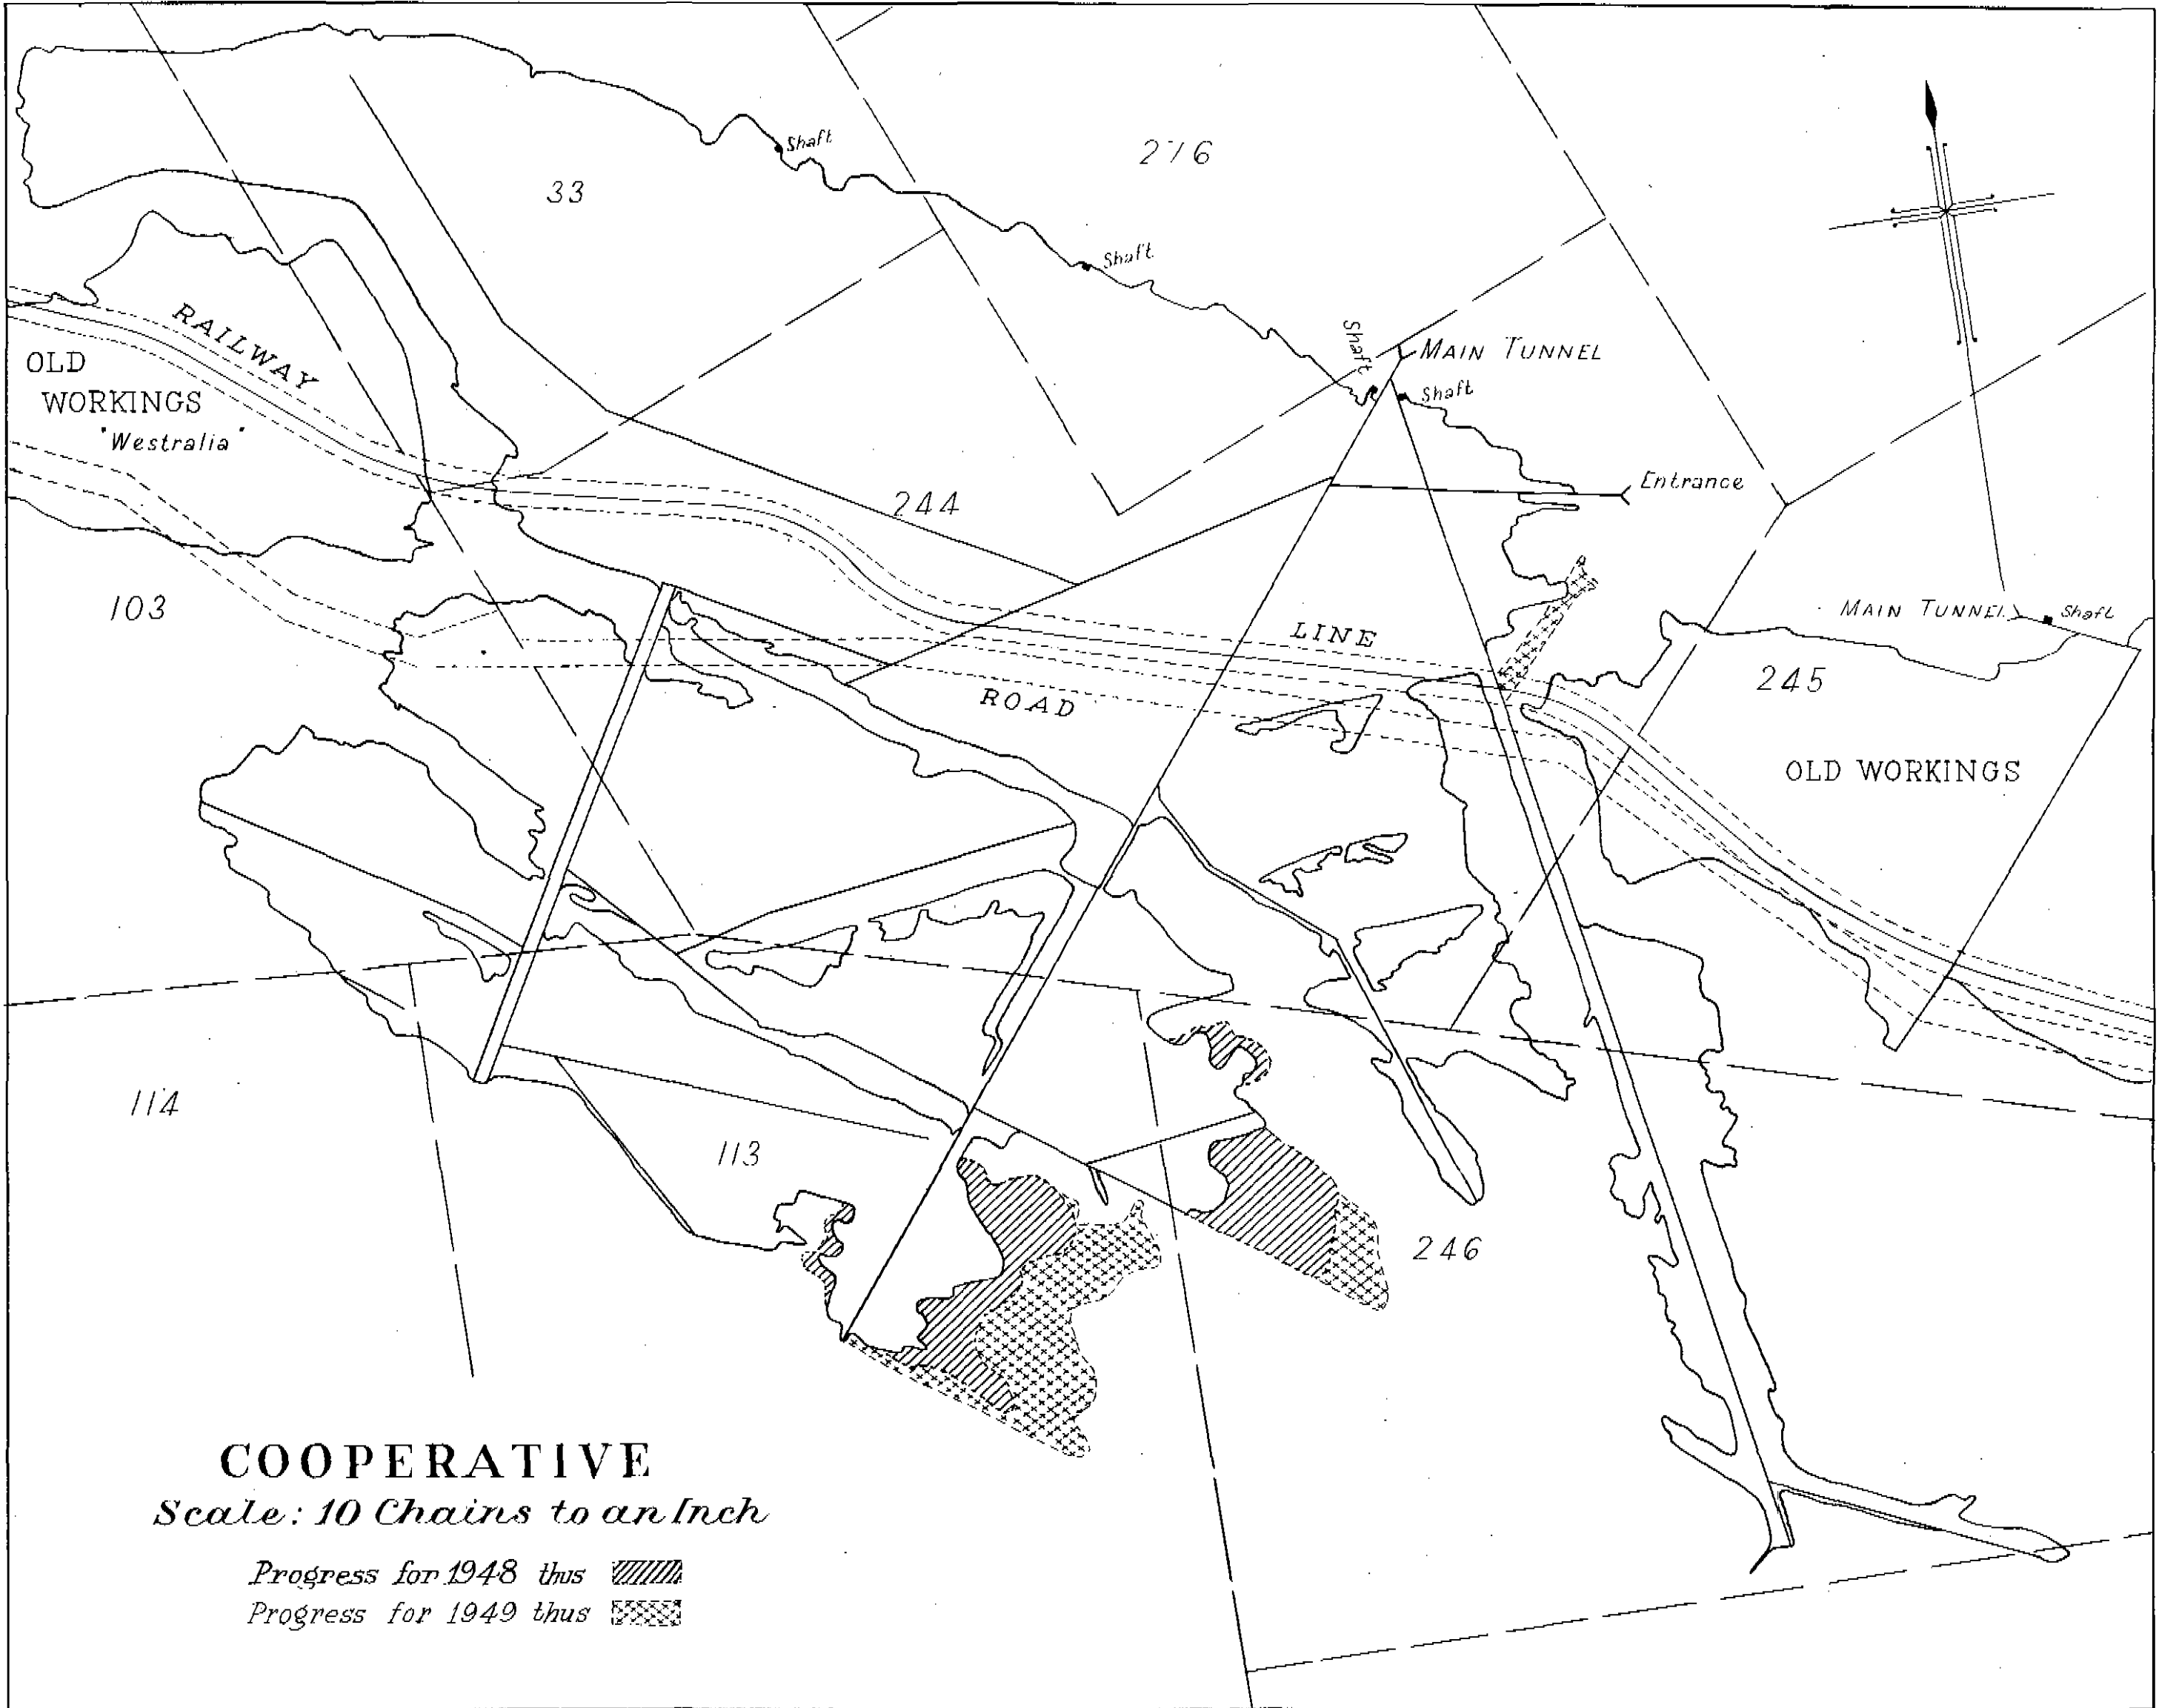 Shaft
276
33
Shaft
RAILWAY
Shaft
MAIN TUNNEL
OLD
WORKINGS
"Westralia"
Shaft
Entrance
244
103
MAIN TUNNEL
Shaft
LINE
245
ROAD
OLD WORKINGS
114
113
246
COOPERATIVE
Scale: 10 Chains to an Inch
Progress for 1948 thus
Progress for 1949 thus